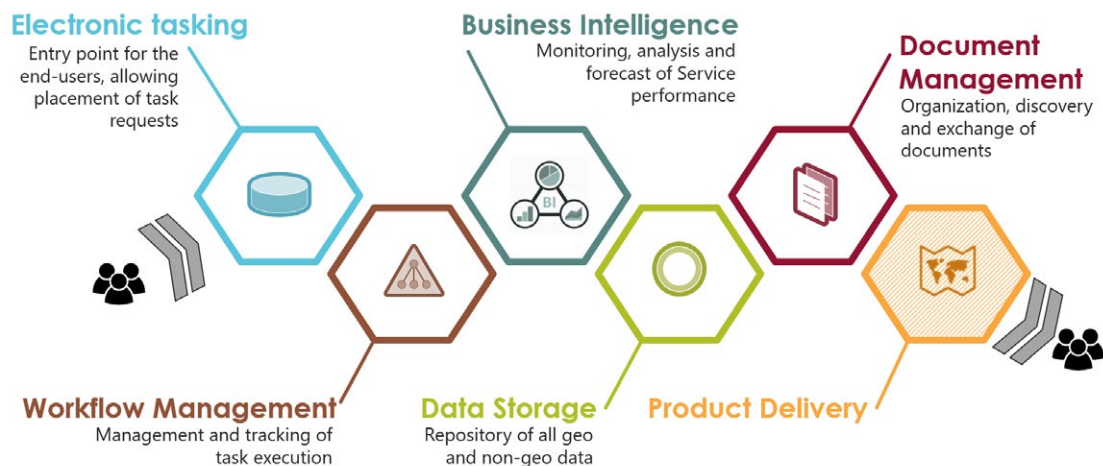 Electronic tasking
Entry point for the
end-users, allowing
placement of task
requests
Business Intelligence
Monitoring, analysis and
forecast of Service
performance
Document
Management
Organization, discovery
and exchange of
documents
BI
Workflow Management
Management and tracking of
task execution
Data Storage
Repository of all geo
and non-geo data
Product Delivery